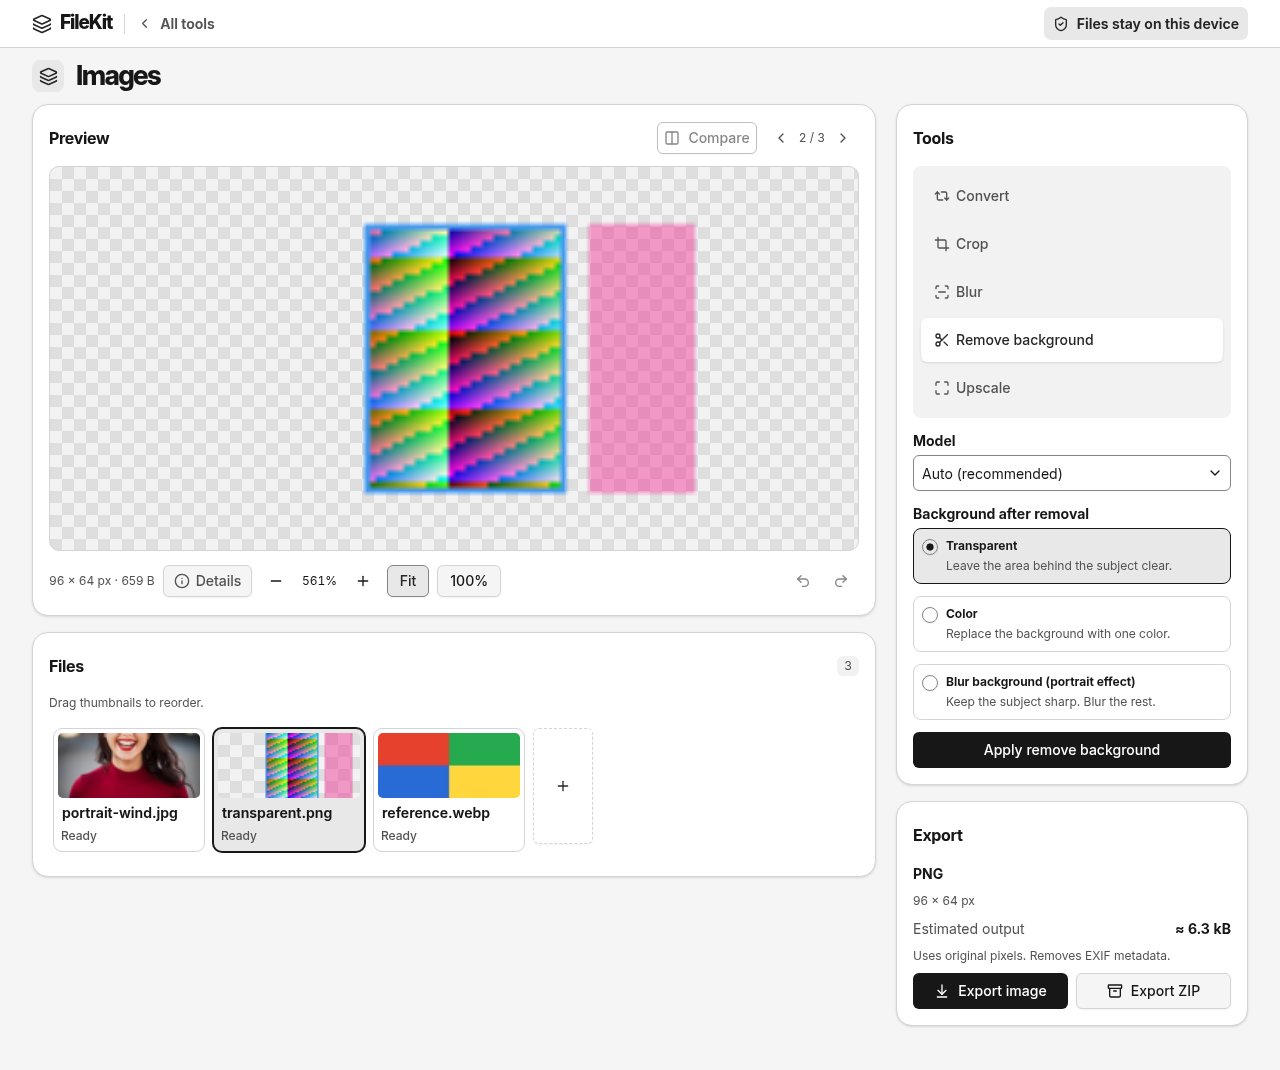 FileKit
All tools
Files stay on this device
Images
Preview
Compare
2 / 3
96 × 64 px · 659 B
Details
561%
Fit
100%
Files
3
Drag thumbnails to reorder.
portrait-wind.jpg
Ready
transparent.png
Ready
reference.webp
Ready
Tools
Convert
Crop
Blur
Remove background
Upscale
Model
Auto (recommended)
Background after removal
Transparent
Leave the area behind the subject clear.
Color
Replace the background with one color.
Blur background (portrait effect)
Keep the subject sharp. Blur the rest.
Apply remove background
Export
PNG
96 × 64 px
Estimated output
≈ 6.3 kB
Uses original pixels. Removes EXIF metadata.
Export image
Export ZIP